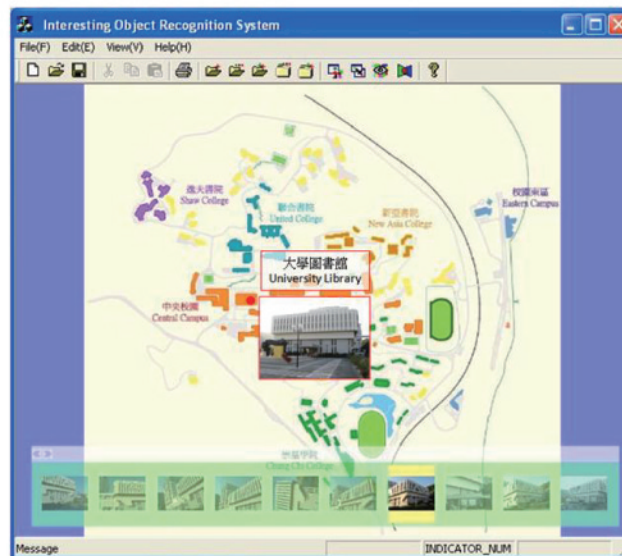 Interesting Object Recognition System
File(F) Edit(E) View(V) Help(H)
逸夫書院
Shaw College
聯合書院
United College
新亞書院
New Asia College
校園東區
Eastern Campus
大學圖書館
University Library
中央校園
Central Campus
崇基學院
Chung Chi College
Message
INDICATOR_NUM